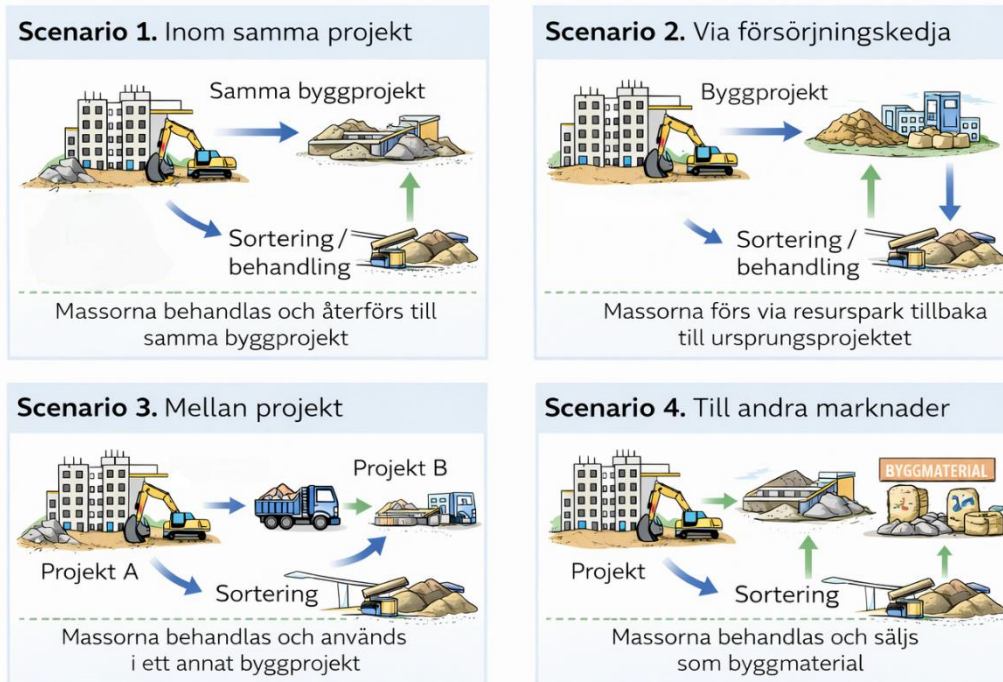 Scenario 1. Inom samma projekt
Samma byggprojekt
Sortering /
behandling
Massorna behandlas och återförs till
samma byggprojekt
Scenario 2. Via försörjningskedja
Byggprojekt
Sortering /
behandling
Massorna förs via resurspark tillbaka
till ursprungsprojektet
Scenario 3. Mellan projekt
Projekt B
Projekt A
Sortering
Massorna behandlas och används
i ett annat byggprojekt
Scenario 4. Till andra marknader
BYGGMATERIAL
Projekt
Sortering
Massorna behandlas och säljs
som byggmaterial